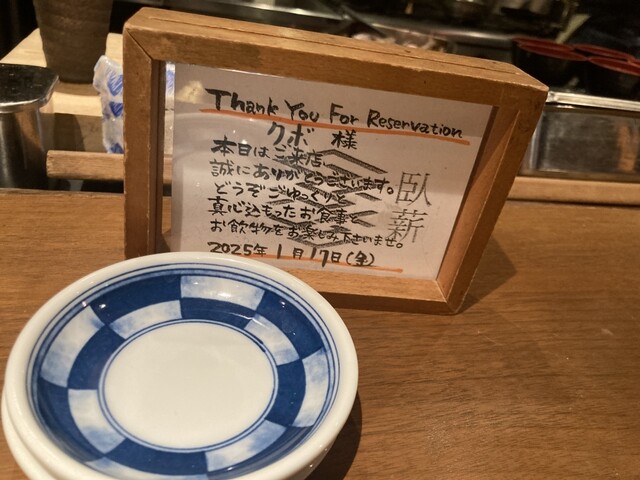 Thank You For Reservation
クボ 様
本日はご来店
誠にありがとうございます。
どうぞごゆっくりと
真心込もったお食事と
お飲物をお楽しみ下さいませ。
2025年 1月17日(金)
臥薪